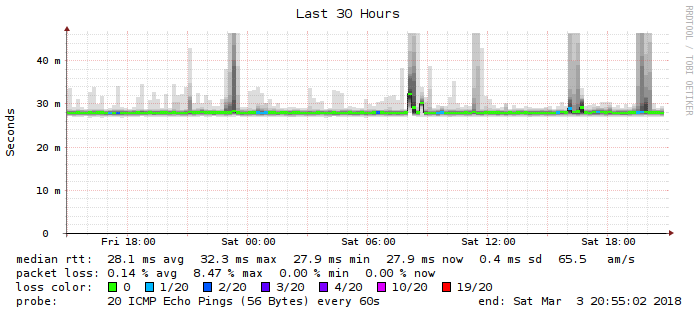 Last 30 Hours
RRDTOOL / TOBI OETIKER
Seconds
40 m
30 m
20 m
10 m
0
Fri 18:00 Sat 00:00 Sat 06:00 Sat 12:00 Sat 18:00
median rtt: 28.1 ms avg 32.3 ms max 27.9 ms min 27.9 ms now 0.4 ms sd 65.5 am/s
packet loss: 0.14 % avg 8.47 % max 0.00 % min 0.00 % now
loss color: 0 1/20 2/20 3/20 4/20 10/20 19/20
probe: 20 ICMP Echo Pings (56 Bytes) every 60s end: Sat Mar 3 20:55:02 2018